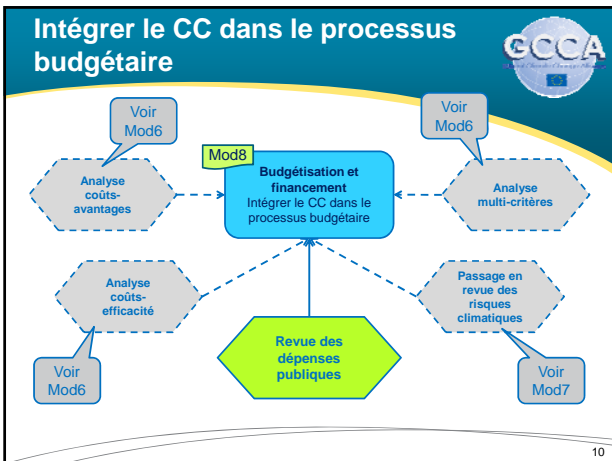 Intégrer le CC dans le processus
budgétaire
GCCA
Voir
Mod6
Voir
Mod6
Mod8
Budgétisation et
financement
Intégrer le CC dans le
processus budgétaire
Analyse
coûts-
avantages
Analyse
multi-critères
Analyse
coûts-
efficacité
Passage en
revue des
risques
climatiques
Revue des
dépenses
publiques
Voir
Mod6
Voir
Mod7
10